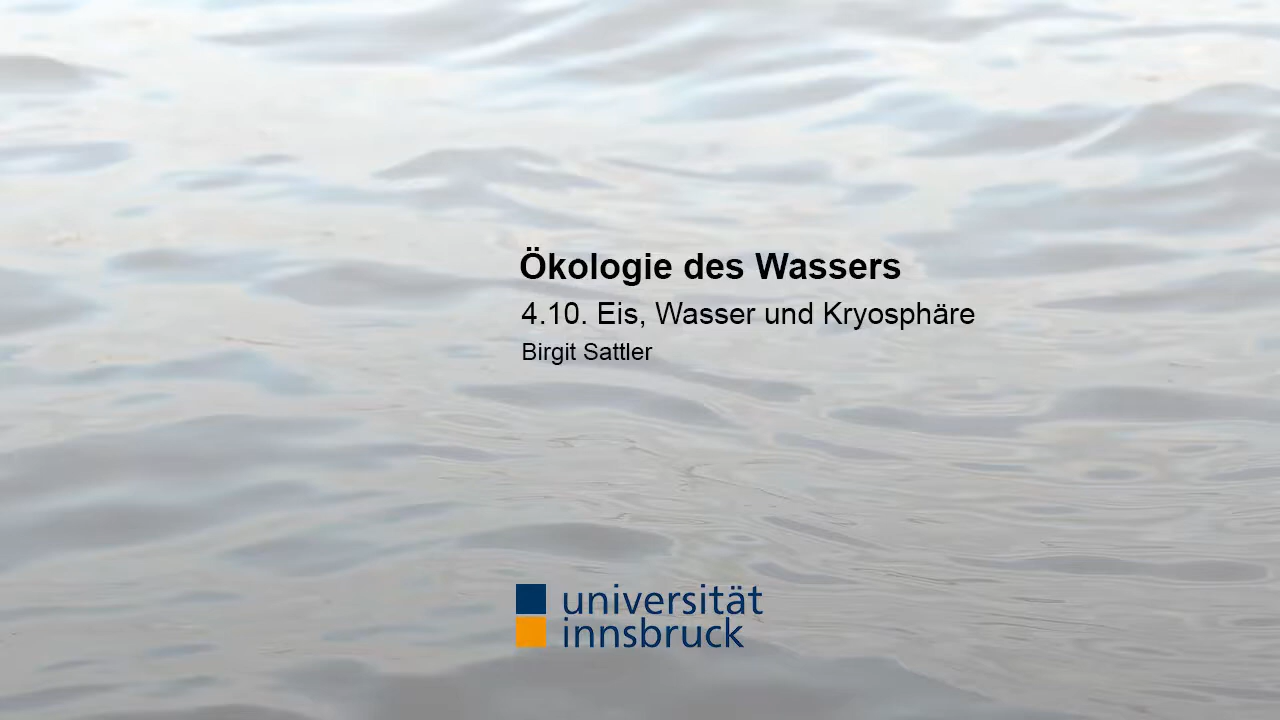 Ökologie des Wassers
4.10. Eis, Wasser und Kryosphäre
Birgit Sattler
universität
innsbruck